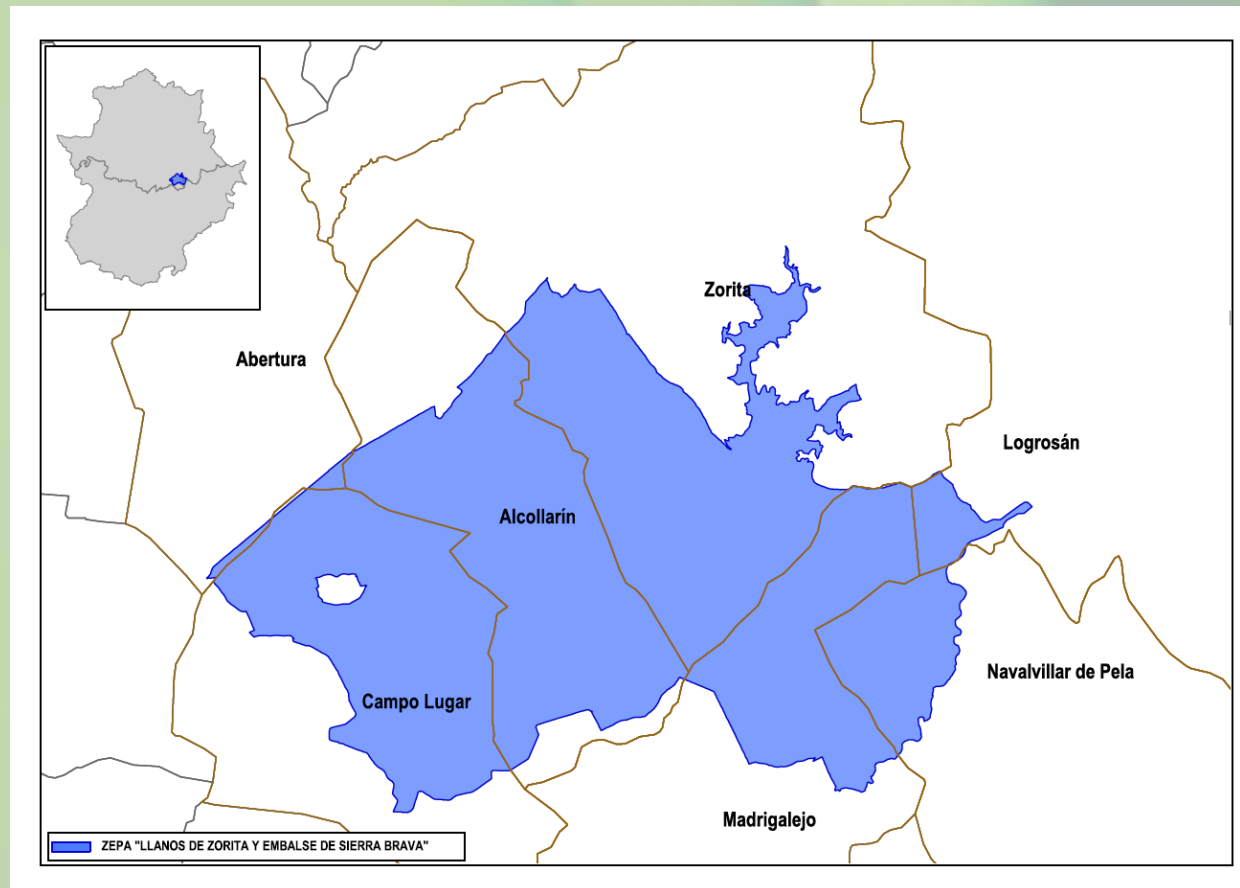 Zorita
Abertura
Logrosán
Alcollarín
Navalvillar de Pela
Campo Lugar
Madrigalejo
ZEPA "LLANOS DE ZORITA Y EMBALSE DE SIERRA BRAVA"